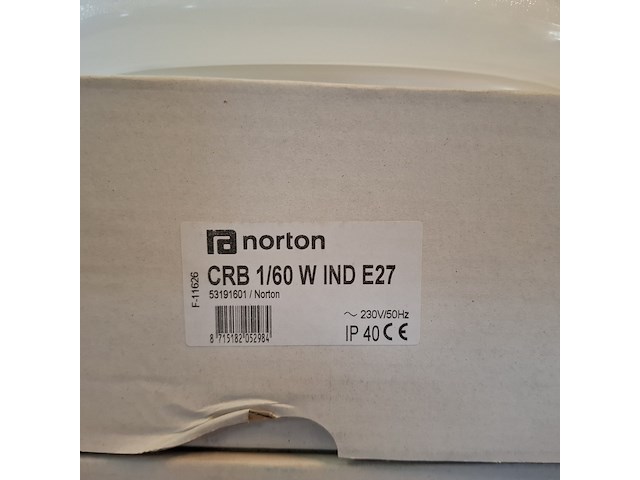 norton
CRB 1/60 W IND E27
53191601 / Norton
F-11626
~ 230V/50Hz
IP 40 CE
8 715182 052984